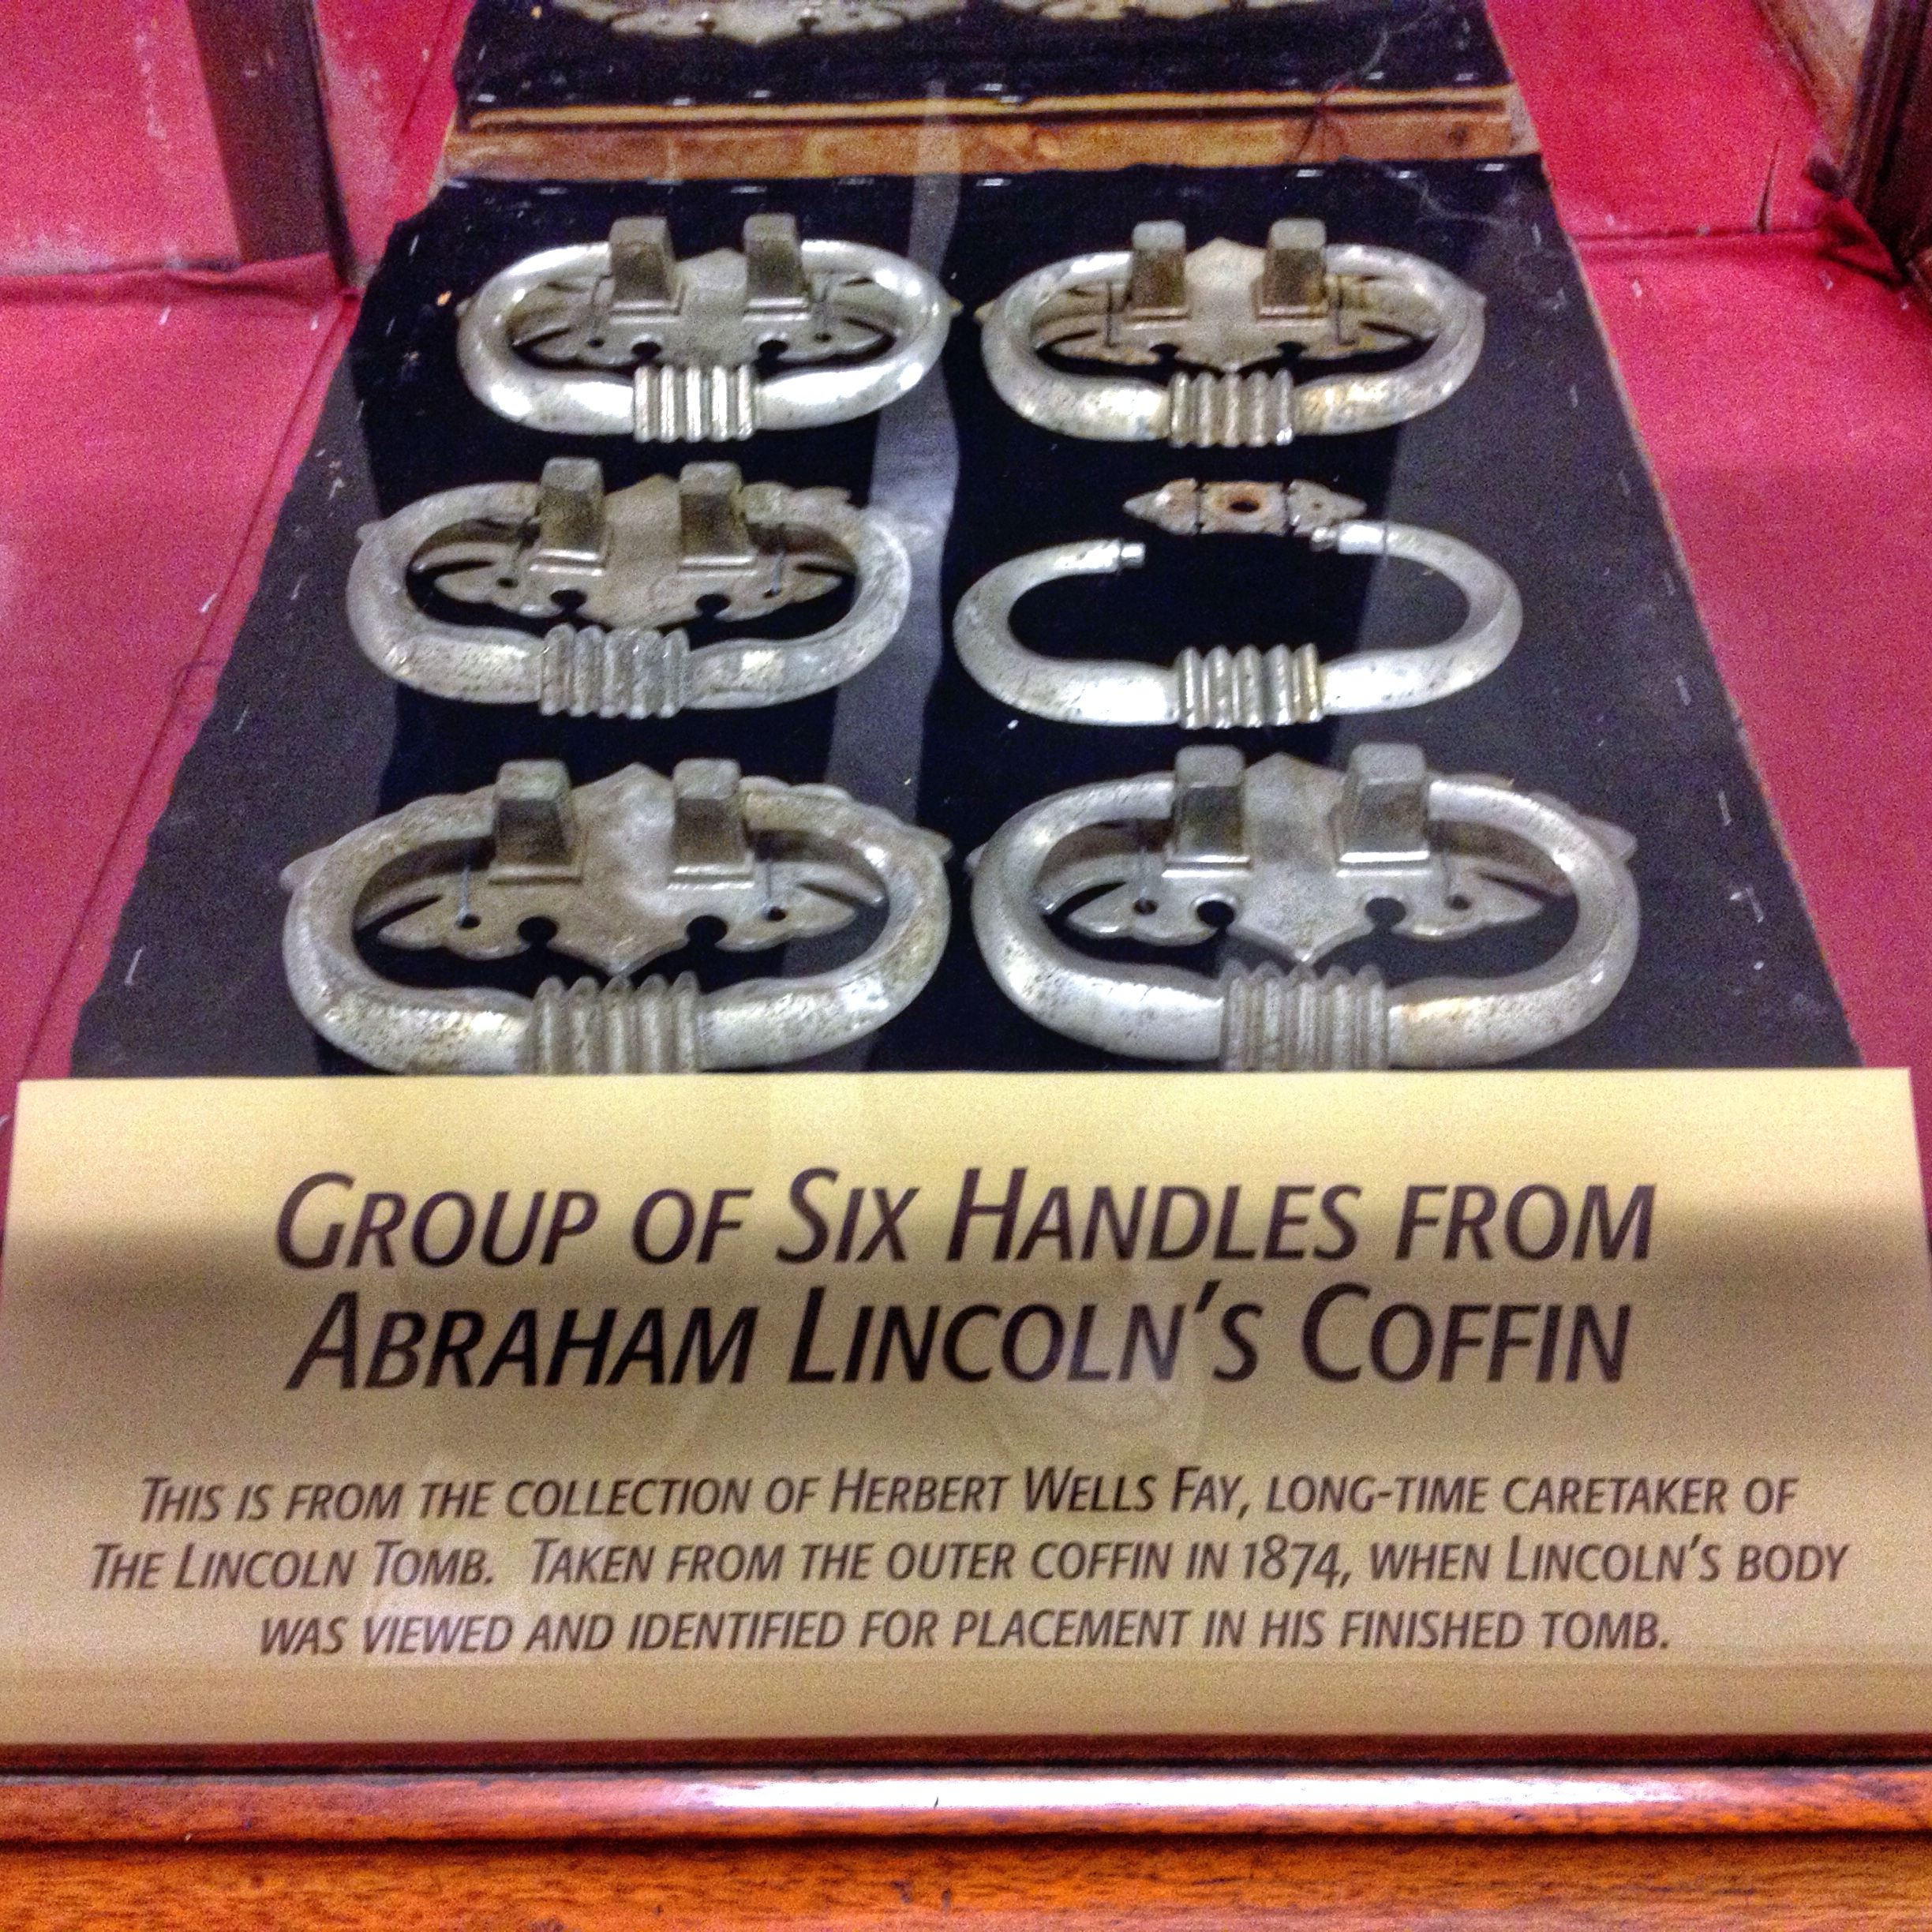 Group of Six Handles from
Abraham Lincoln's Coffin
This is from the collection of Herbert Wells Fay, long-time caretaker of
The Lincoln Tomb. Taken from the outer coffin in 1874, when Lincoln's body
was viewed and identified for placement in his finished tomb.